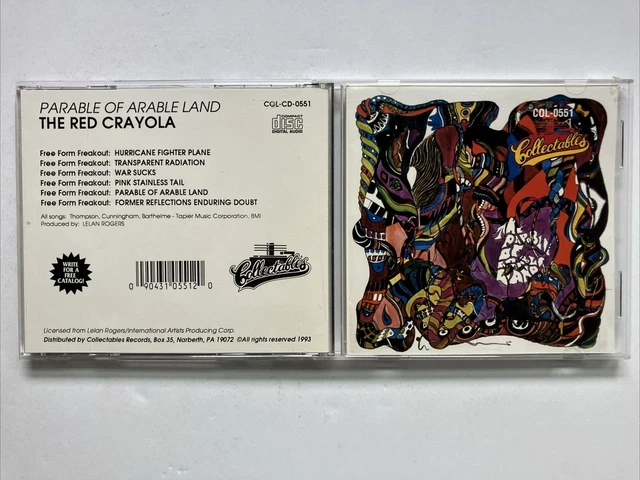 PARABLE OF ARABLE LAND
THE RED CRAYOLA
COL-CD-0551
COMPACT
disc
DIGITAL AUDIO
Free Form Freakout: HURRICANE FIGHTER PLANE
Free Form Freakout: TRANSPARENT RADIATION
Free Form Freakout: WAR SUCKS
Free Form Freakout: PINK STAINLESS TAIL
Free Form Freakout: PARABLE OF ARABLE LAND
Free Form Freakout: FORMER REFLECTIONS ENDURING DOUBT
All songs: Thompson, Cunningham, Barthelme - Tapier Music Corporation, BMI
Produced by: LELAN ROGERS
WRITE
FOR A
FREE
CATALOG!
0 90431 05512 0
Collectables
Licensed from Lelan Rogers/International Artists Producing Corp.
Distributed by Collectables Records, Box 35, Narberth, PA 19072 ©All rights reserved 1993
COL-0551
Collectables